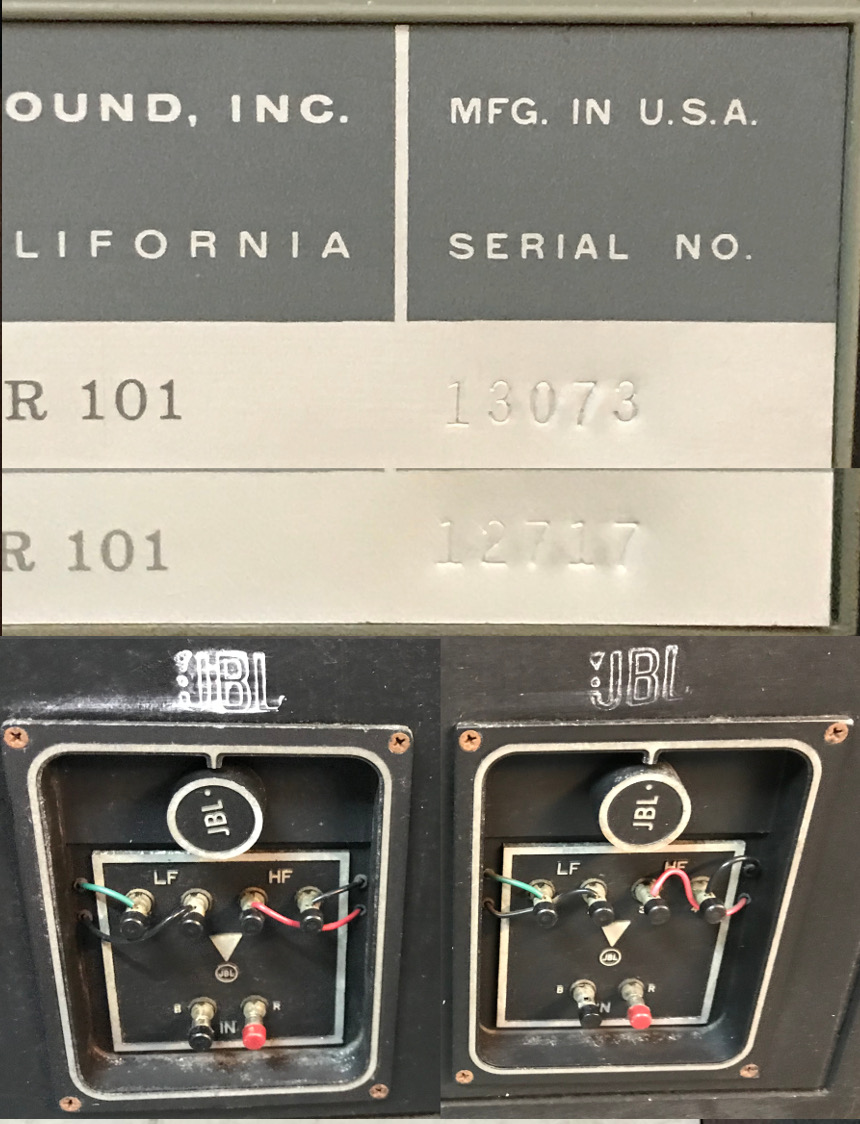 OUND, INC.
MFG. IN U.S.A.
LIFORNIA
SERIAL NO.
R 101
13073
R 101
12717
JBL
JBL
JBL
JBL
LF HF
LF HF
JBL
JBL
B R
B R
IN
IN